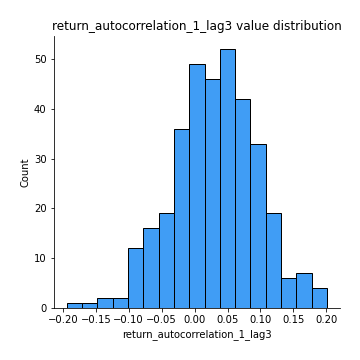 return_autocorrelation_1_lag3 value distribution
50
40
30
20
10
0
Count
−0.20 −0.15 −0.10 −0.05 0.00 0.05 0.10 0.15 0.20
return_autocorrelation_1_lag3